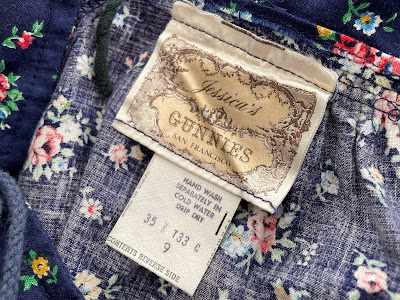 Jessica's
GUNNIES
SAN FRANCISCO
HAND WASH
SEPARATELY IN
COLD WATER
DRIP DRY
35 R 133 C
9
CONTENTS REVERSE SIDE